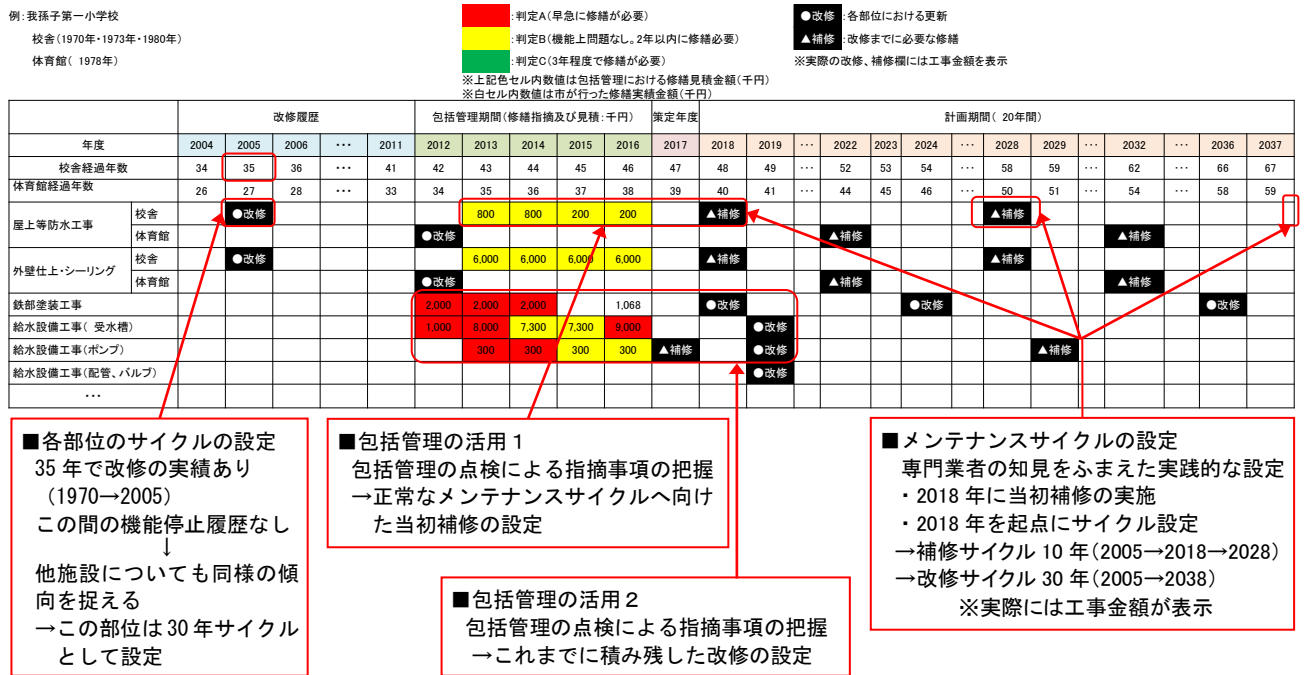 例：我孫子第一小学校
校舎（1970年・1973年・1980年）
体育館（ 1978年）
：判定A（早急に修繕が必要）
：判定B（機能上問題なし。2年以内に修繕必要）
：判定C（3年程度で修繕が必要）
※上記色セル内数値は包括管理における修繕見積金額（千円）
※白セル内数値は市が行った修繕実績金額（千円）
●改修：各部位における更新
▲補修：改修までに必要な修繕
※実際の改修、補修欄には工事金額を表示
改修履歴 包括管理期間（修繕指摘及び見積：千円） 策定年度 計画期間（ 20年間）
年度 2004 2005 2006 ･･･ 2011 2012 2013 2014 2015 2016 2017 2018 2019 ･･･ 2022 2023 2024 ･･･ 2028 2029 ･･･ 2032 ･･･ 2036 2037
校舎経過年数 34 35 36 ･･･ 41 42 43 44 45 46 47 48 49 ･･･ 52 53 54 ･･･ 58 59 ･･･ 62 ･･･ 66 67
体育館経過年数 26 27 28 ･･･ 33 34 35 36 37 38 39 40 41 ･･･ 44 45 46 ･･･ 50 51 ･･･ 54 ･･･ 58 59
屋上等防水工事 校舎 ●改修 800 800 200 200 ▲補修 ▲補修
体育館 ●改修 ▲補修 ▲補修
外壁仕上・シーリング 校舎 ●改修 6,000 6,000 6,000 6,000 ▲補修 ▲補修
体育館 ●改修 ▲補修 ▲補修
鉄部塗装工事 2,000 2,000 2,000 1,068 ●改修 ●改修 ●改修
給水設備工事（ 受水槽） 1,000 8,000 7,300 7,300 9,000 ●改修
給水設備工事（ポンプ） 300 300 300 300 ▲補修 ●改修 ▲補修
給水設備工事（配管、バルブ） ●改修
･･･
■各部位のサイクルの設定
35年で改修の実績あり
（1970→2005）
この間の機能停止履歴なし
↓
他施設についても同様の傾
向を捉える
→この部位は30年サイクル
として設定
■包括管理の活用１
包括管理の点検による指摘事項の把握
→正常なメンテナンスサイクルへ向け
た当初補修の設定
■包括管理の活用２
包括管理の点検による指摘事項の把握
→これまでに積み残した改修の設定
■メンテナンスサイクルの設定
専門業者の知見をふまえた実践的な設定
・2018年に当初補修の実施
・2018年を起点にサイクル設定
→補修サイクル10年（2005→2018→2028）
→改修サイクル30年（2005→2038）
※実際には工事金額が表示